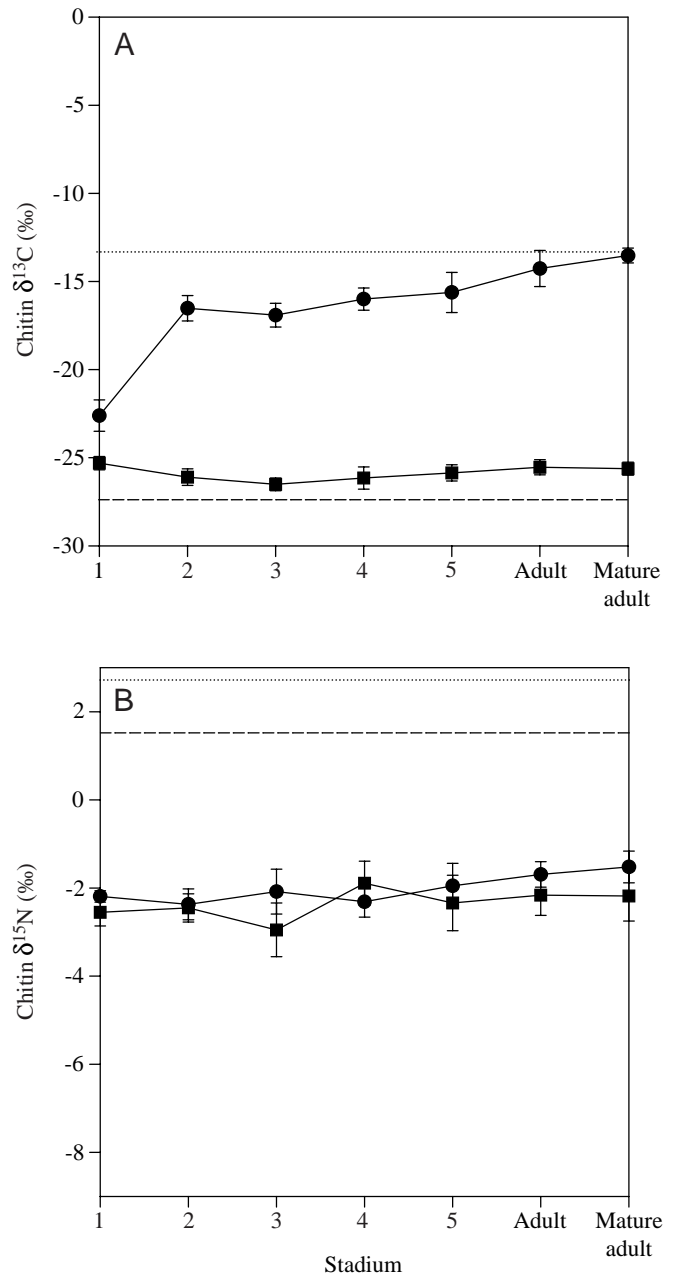 A
Chitin δ¹³C (‰)
0
-5
-10
-15
-20
-25
-30
1 2 3 4 5 Adult Mature
adult
B
Chitin δ¹⁵N (‰)
2
0
-2
-4
-6
-8
1 2 3 4 5 Adult Mature
adult
Stadium